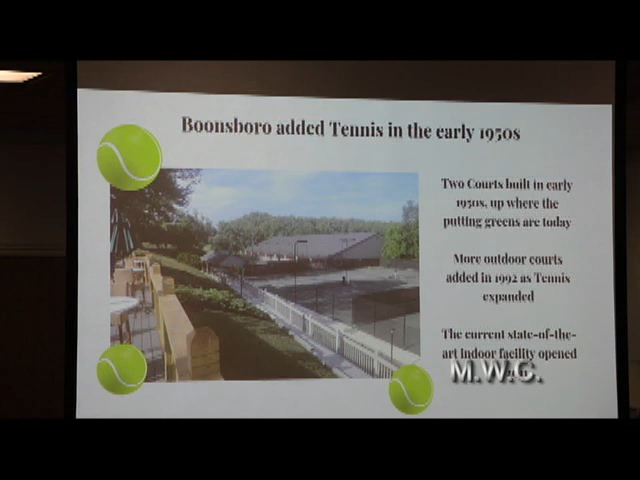 Boonsboro added Tennis in the early 1950s
Two Courts built in early
1950s, up where the
putting greens are today
More outdoor courts
added in 1992 as Tennis
expanded
The current state-of-the-
art indoor facility opened
M.W.C.